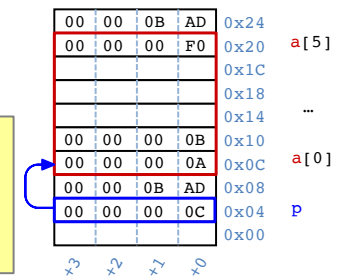 00 00 0B AD 0x24
00 00 00 F0 0x20 a[5]
0x1C
0x18
0x14 …
00 00 00 0B 0x10
00 00 00 0A 0x0C a[0]
00 00 0B AD 0x08
00 00 00 0C 0x04 p
0x00
+3 +2 +1 +0